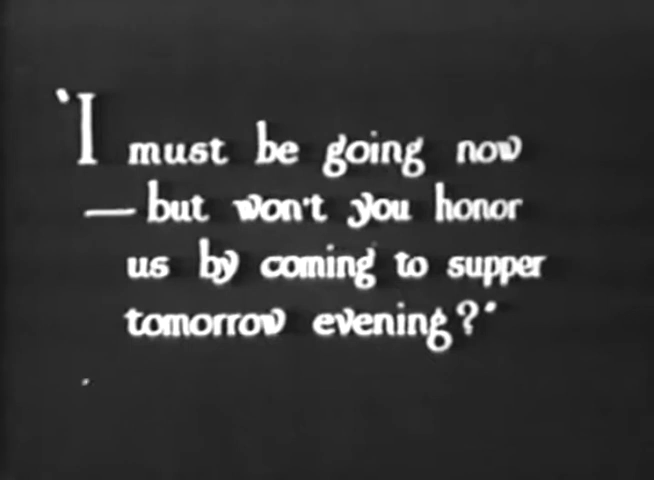 'I must be going now
—but won't you honor
us by coming to supper
tomorrow evening?'